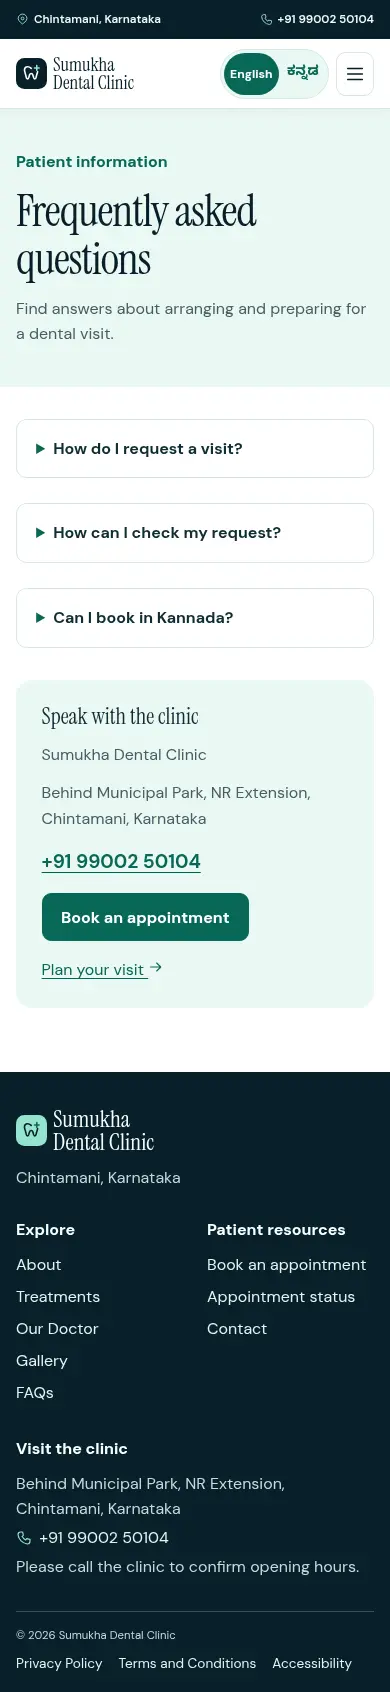 Chintamani, Karnataka
+91 99002 50104
Sumukha
Dental Clinic
English
ಕನ್ನಡ
Patient information
Frequently asked
questions
Find answers about arranging and preparing for
a dental visit.
How do I request a visit?
How can I check my request?
Can I book in Kannada?
Speak with the clinic
Sumukha Dental Clinic
Behind Municipal Park, NR Extension,
Chintamani, Karnataka
+91 99002 50104
Book an appointment
Plan your visit →
Sumukha
Dental Clinic
Chintamani, Karnataka
Explore
About
Treatments
Our Doctor
Gallery
FAQs
Patient resources
Book an appointment
Appointment status
Contact
Visit the clinic
Behind Municipal Park, NR Extension,
Chintamani, Karnataka
+91 99002 50104
Please call the clinic to confirm opening hours.
© 2026 Sumukha Dental Clinic
Privacy Policy Terms and Conditions Accessibility